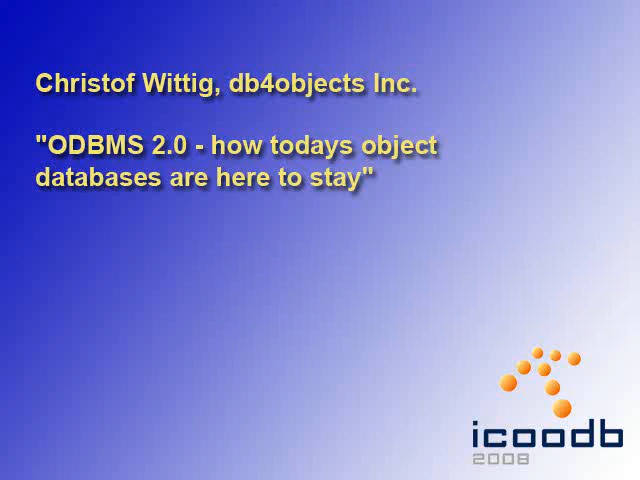 Christof Wittig, db4objects Inc.
"ODBMS 2.0 - how todays object
databases are here to stay"
icoodb
2008